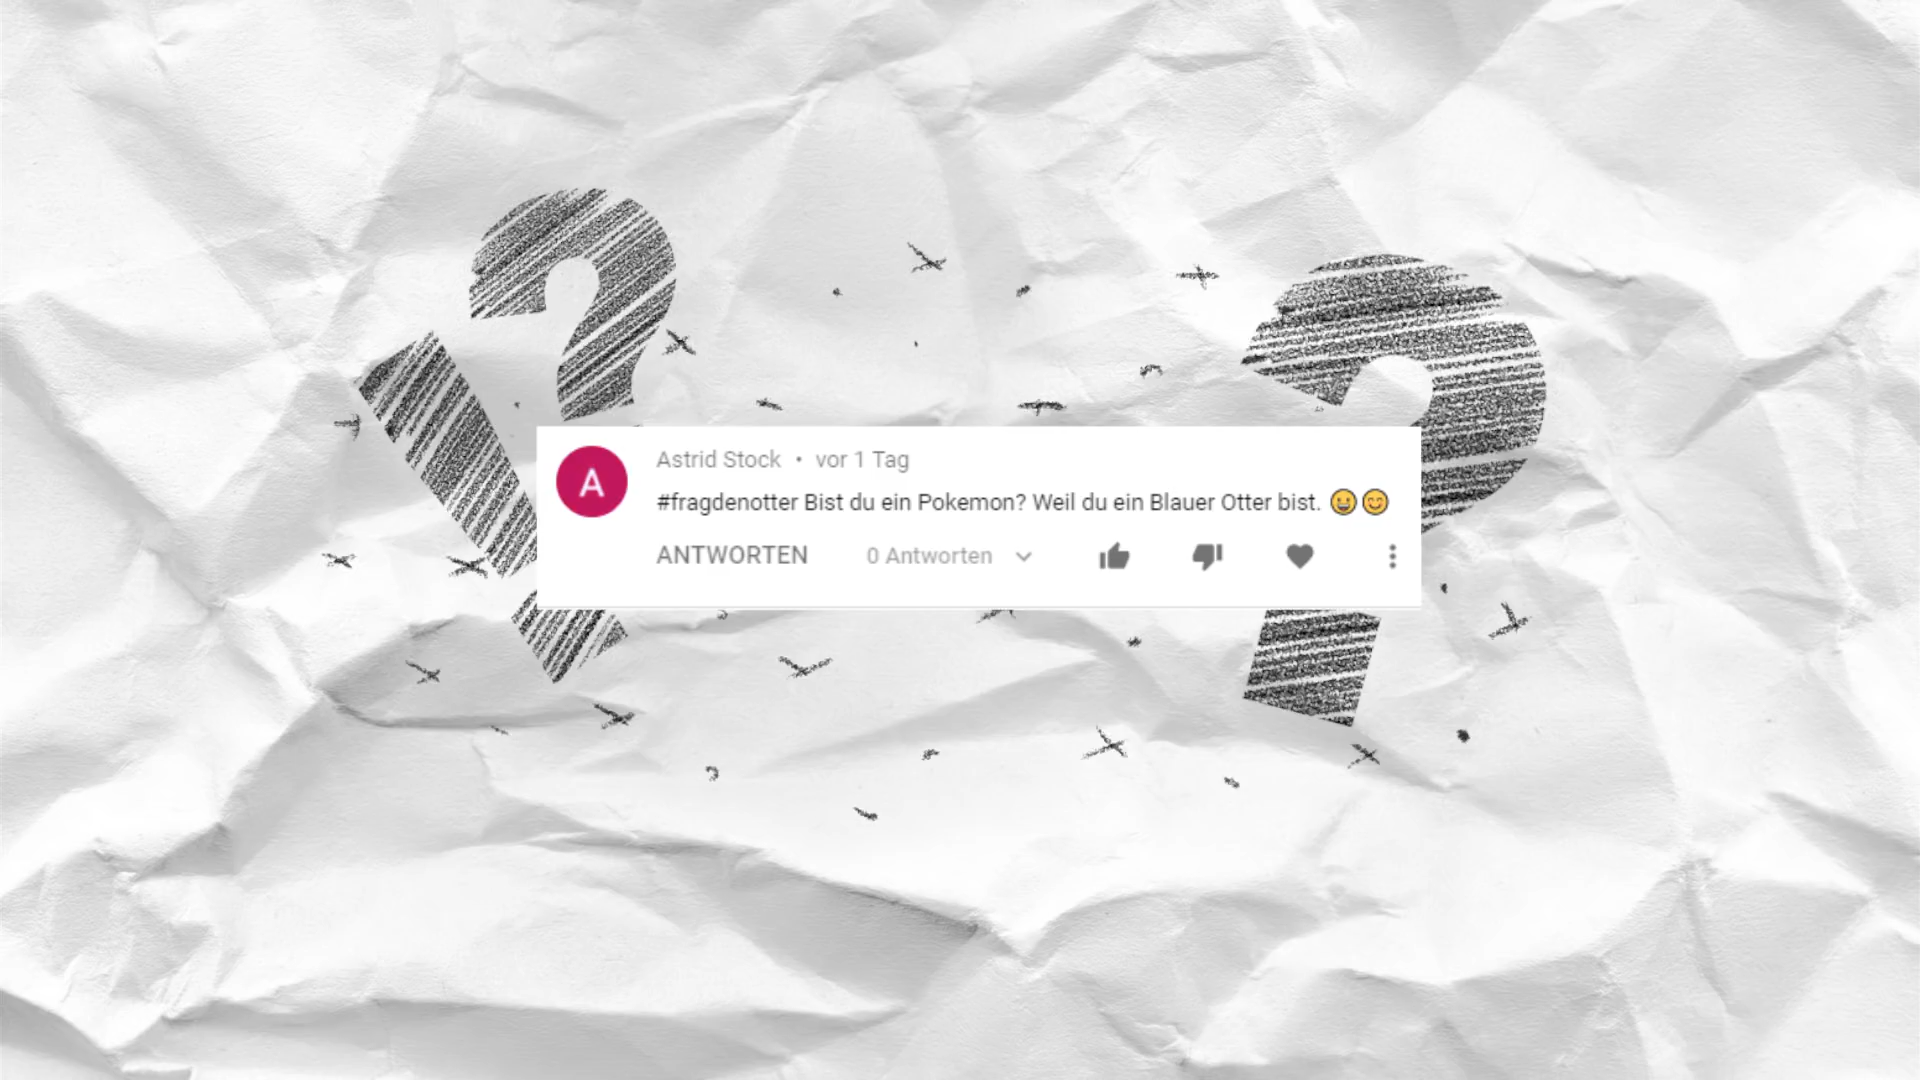 A
Astrid Stock • vor 1 Tag
#fragdenotter Bist du ein Pokemon? Weil du ein Blauer Otter bist. 😀😊
ANTWORTEN 0 Antworten